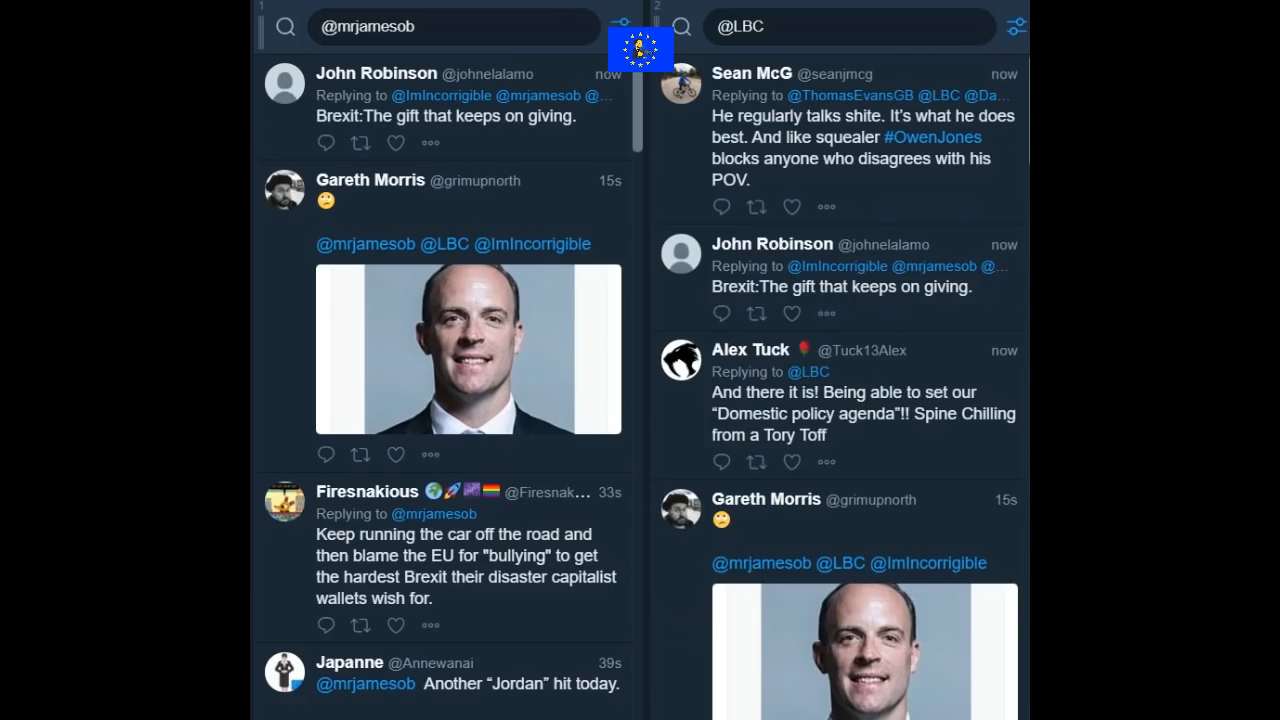 1
@mrjamesob
John Robinson @johnelalamo now
Replying to @ImIncorrigible @mrjamesob @...
Brexit:The gift that keeps on giving.
Gareth Morris @grimupnorth 15s
@mrjamesob @LBC @ImIncorrigible
Firesnakious @Firesnak... 33s
Replying to @mrjamesob
Keep running the car off the road and
then blame the EU for "bullying" to get
the hardest Brexit their disaster capitalist
wallets wish for.
Japanne @Annewanai 39s
@mrjamesob Another “Jordan” hit today.
2
@LBC
Sean McG @seanjmcg now
Replying to @ThomasEvansGB @LBC @Da...
He regularly talks shite. It’s what he does
best. And like squealer #OwenJones
blocks anyone who disagrees with his
POV.
John Robinson @johnelalamo now
Replying to @ImIncorrigible @mrjamesob @...
Brexit:The gift that keeps on giving.
Alex Tuck @Tuck13Alex now
Replying to @LBC
And there it is! Being able to set our
“Domestic policy agenda”!! Spine Chilling
from a Tory Toff
Gareth Morris @grimupnorth 15s
@mrjamesob @LBC @ImIncorrigible